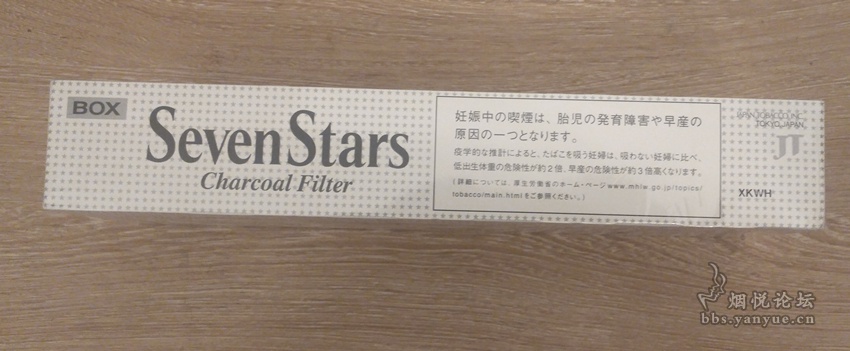 BOX
SevenStars
Charcoal Filter
妊娠中の喫煙は、胎児の発育障害や早産の
原因の一つとなります。
疫学的な推計によると、たばこを吸う妊婦は、吸わない妊婦に比べ、
低出生体重の危険性が約2倍、早産の危険性が約3倍高くなります。
(詳細については、厚生労働省のホーム・ページwww.mhlw.go.jp/topics/
tobacco/main.htmlをご参照ください。)
JAPAN TOBACCO INC.
TOKYO, JAPAN
JT
XKWH
烟悦论坛
bbs.yanyue.cn